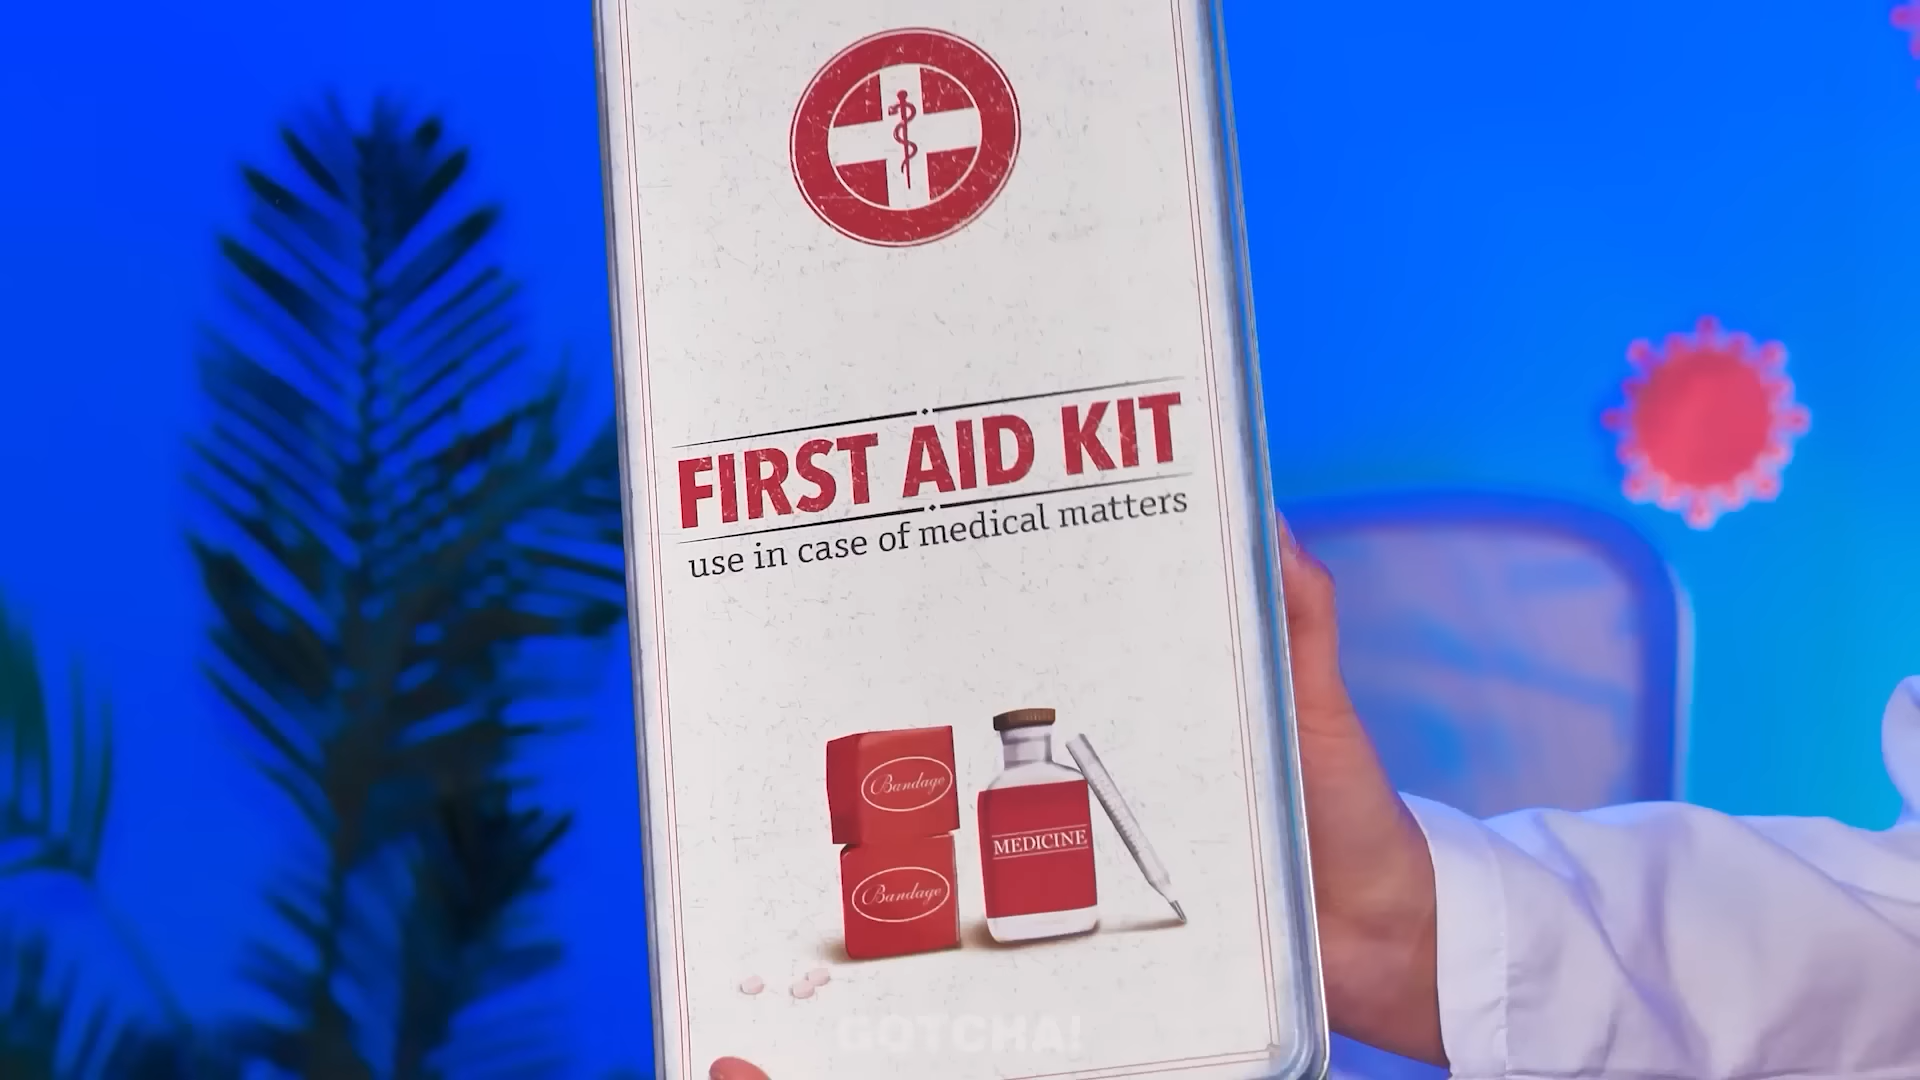 FIRST AID KIT
use in case of medical matters
Bandage
Bandage
MEDICINE
GOTCHA!